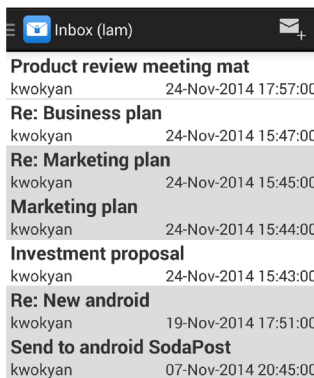 Inbox (lam)
Product review meeting mat
kwokyan 24-Nov-2014 17:57:00
Re: Business plan
kwokyan 24-Nov-2014 15:47:00
Re: Marketing plan
kwokyan 24-Nov-2014 15:45:00
Marketing plan
kwokyan 24-Nov-2014 15:44:00
Investment proposal
kwokyan 24-Nov-2014 15:43:00
Re: New android
kwokyan 19-Nov-2014 17:51:00
Send to android SodaPost
kwokyan 07-Nov-2014 20:45:00